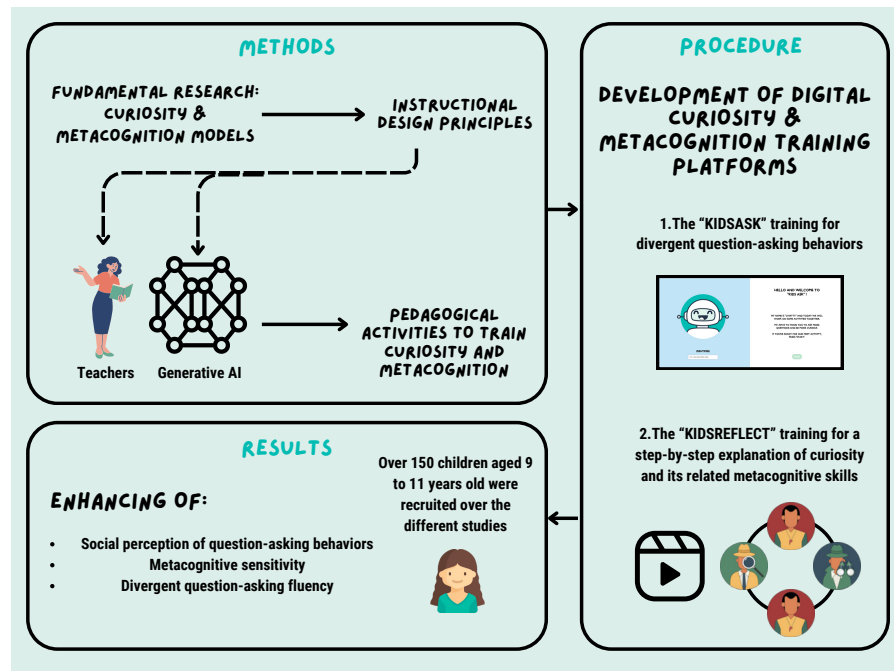 METHODS
FUNDAMENTAL RESEARCH:
CURIOSITY &
METACOGNITION MODELS
INSTRUCTIONAL
DESIGN PRINCIPLES
Teachers
Generative AI
PEDAGOGICAL
ACTIVITIES TO TRAIN
CURIOSITY AND
METACOGNITION
PROCEDURE
DEVELOPMENT OF DIGITAL
CURIOSITY &
METACOGNITION TRAINING
PLATFORMS
1.The “KIDSASK” training for
divergent question-asking behaviors
HELLO AND WELCOME TO
"KIDS ASK" !
2.The “KIDSREFLECT” training for a
step-by-step explanation of curiosity
and its related metacognitive skills
RESULTS
Over 150 children aged 9
to 11 years old were
recruited over the
different studies
ENHANCING OF:
• Social perception of question-asking behaviors
• Metacognitive sensitivity
• Divergent question-asking fluency